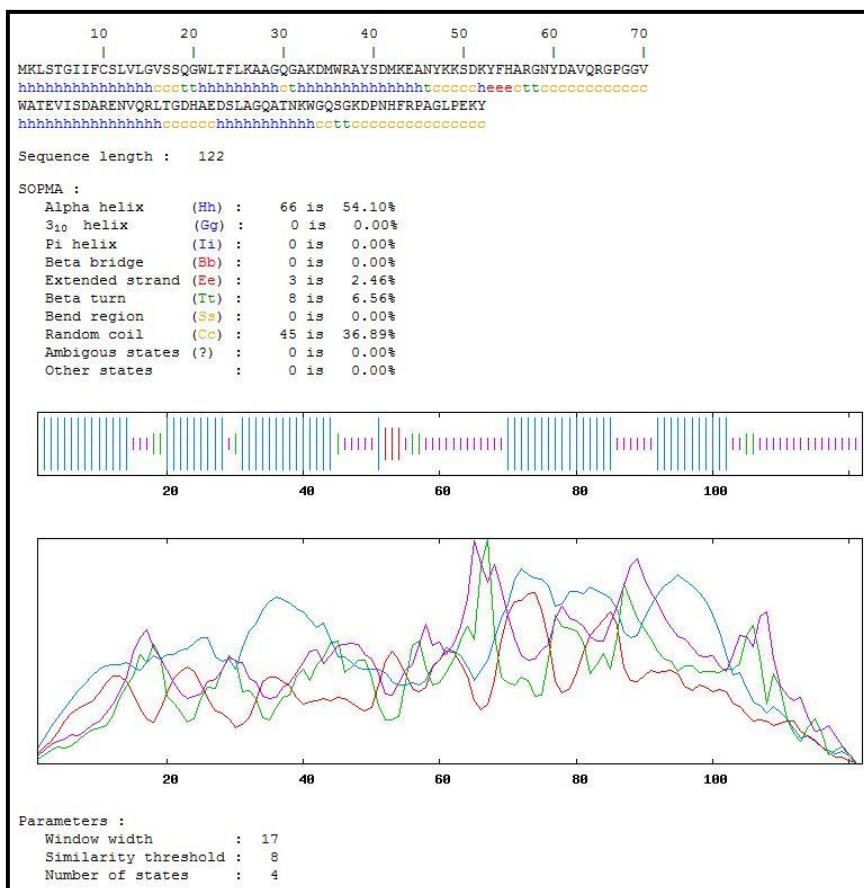 10 20 30 40 50 60 70
| | | | | | |
MKLSTGIIFCSLVLGVSSQGWLTFLKAAGQGAKDMWRAYSDMKEANYKKSDKYFHARGNYDAVQRGPGGV
hhhhhhhhhhhhhhhccctthhhhhhhhhcthhhhhhhhhhhhhhtcccccheeecttcccccccccccc
WATEVISDARENVQRLTGDHAEDSLAGQATNKWGQSGKDPNHFRPAGLPEKY
hhhhhhhhhhhhhhhhcccccchhhhhhhhhhhccttccccccccccccccc
Sequence length : 122
SOPMA :
Alpha helix (Hh) : 66 is 54.10%
3₁₀ helix (Gg) : 0 is 0.00%
Pi helix (Ii) : 0 is 0.00%
Beta bridge (Bb) : 0 is 0.00%
Extended strand (Ee) : 3 is 2.46%
Beta turn (Tt) : 8 is 6.56%
Bend region (Ss) : 0 is 0.00%
Random coil (Cc) : 45 is 36.89%
Ambigous states (?) : 0 is 0.00%
Other states : 0 is 0.00%
20 40 60 80 100
20 40 60 80 100
Parameters :
Window width : 17
Similarity threshold : 8
Number of states : 4